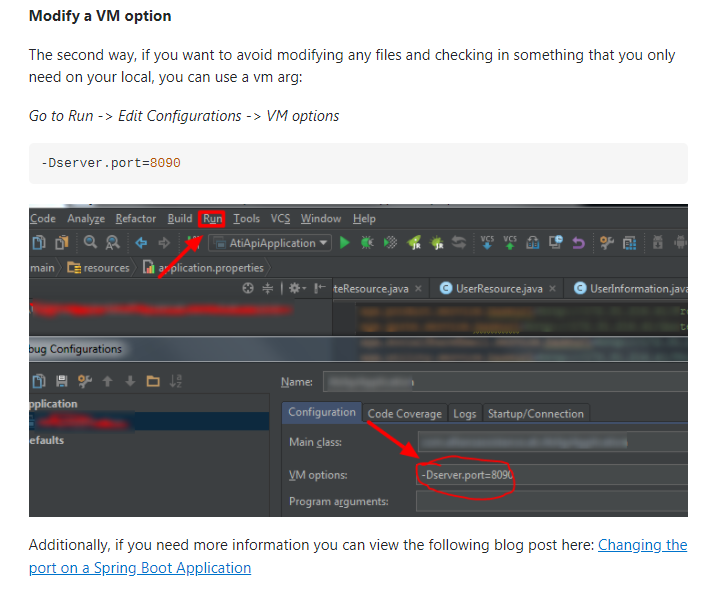 Modify a VM option
The second way, if you want to avoid modifying any files and checking in something that you only
need on your local, you can use a vm arg:
Go to Run -> Edit Configurations -> VM options
-Dserver.port=8090
Code Analyze Refactor Build Run Tools VCS Window Help
AtiApiApplication
VCS VCS
main resources application.properties
teResource.java × UserResource.java × UserInformation.java
bug Configurations
Name:
pplication
Configuration Code Coverage Logs Startup/Connection
efaults
Main class:
VM options: -Dserver.port=8090
Program arguments:
Additionally, if you need more information you can view the following blog post here: Changing the
port on a Spring Boot Application